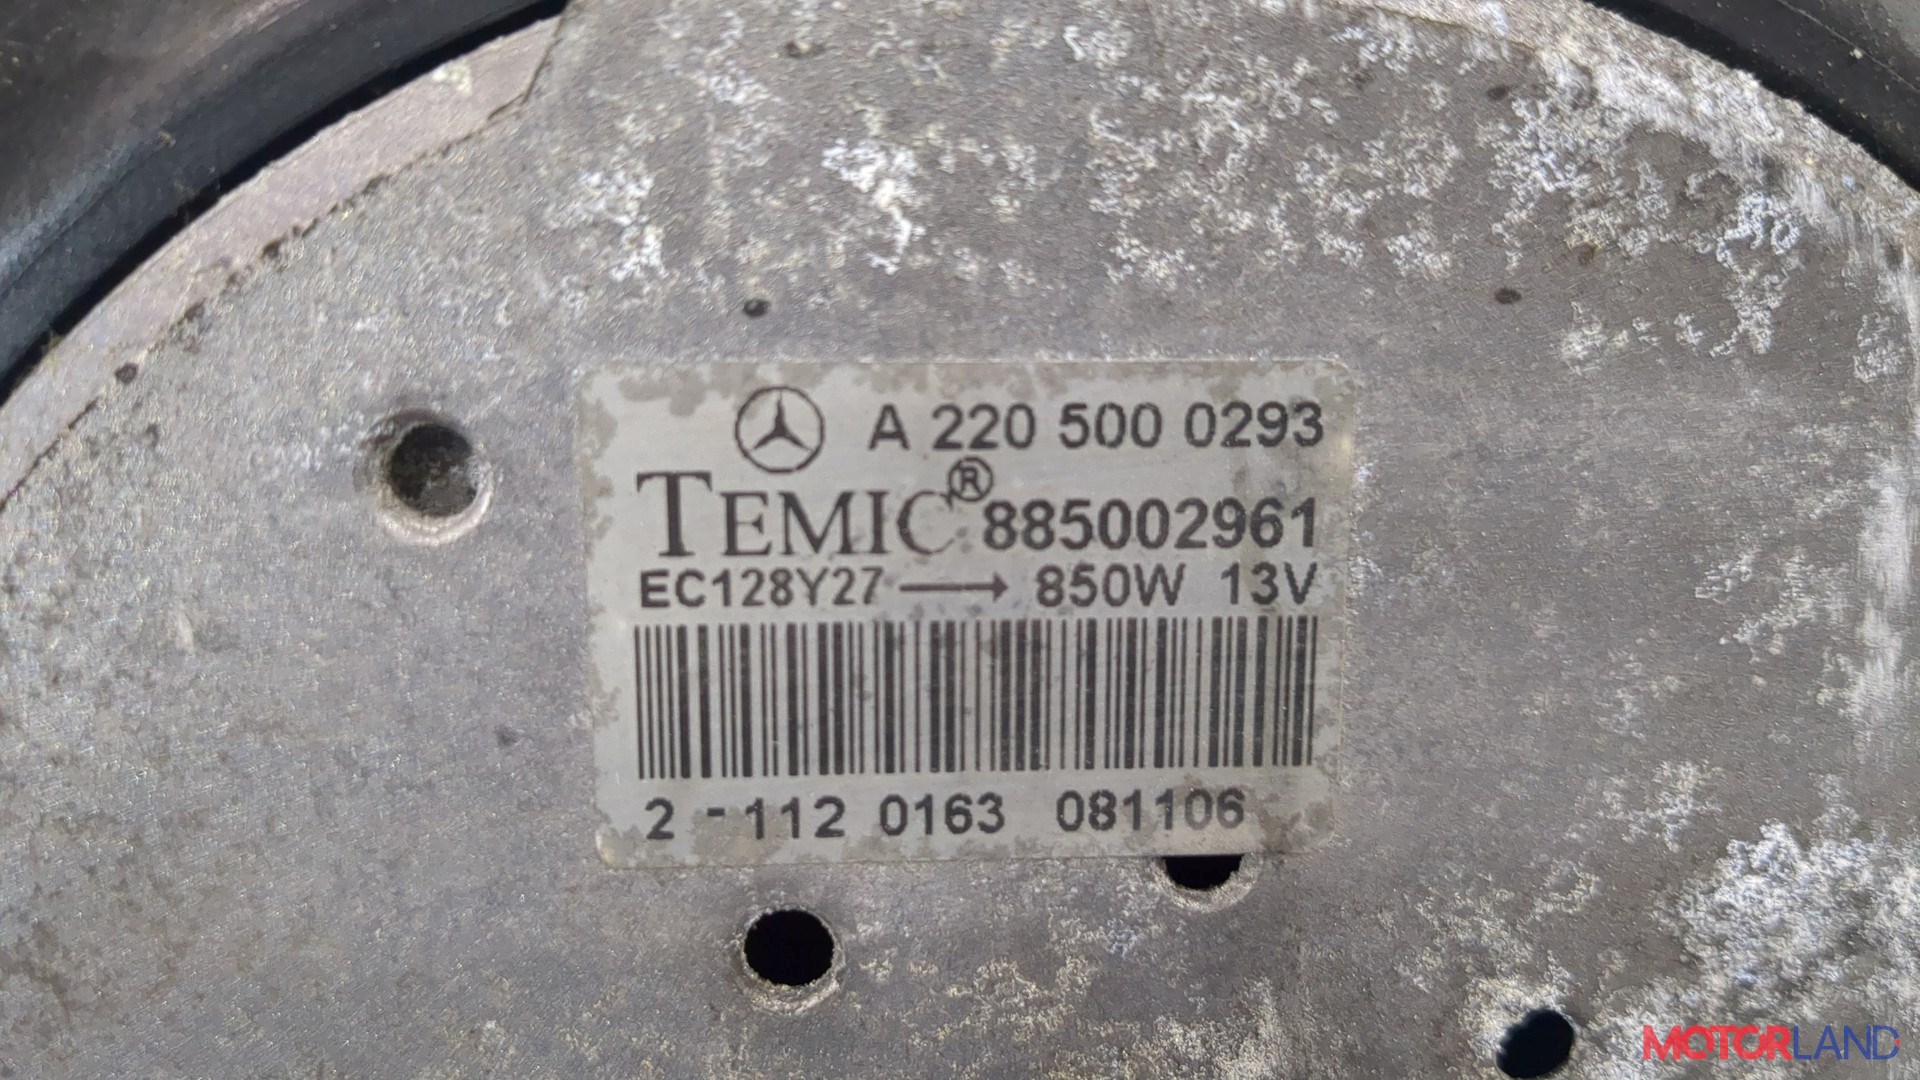 A 220 500 0293
TEMIC® 885002961
EC128Y27 → 850W 13V
2 - 112 0163 081106
MOTORLAND